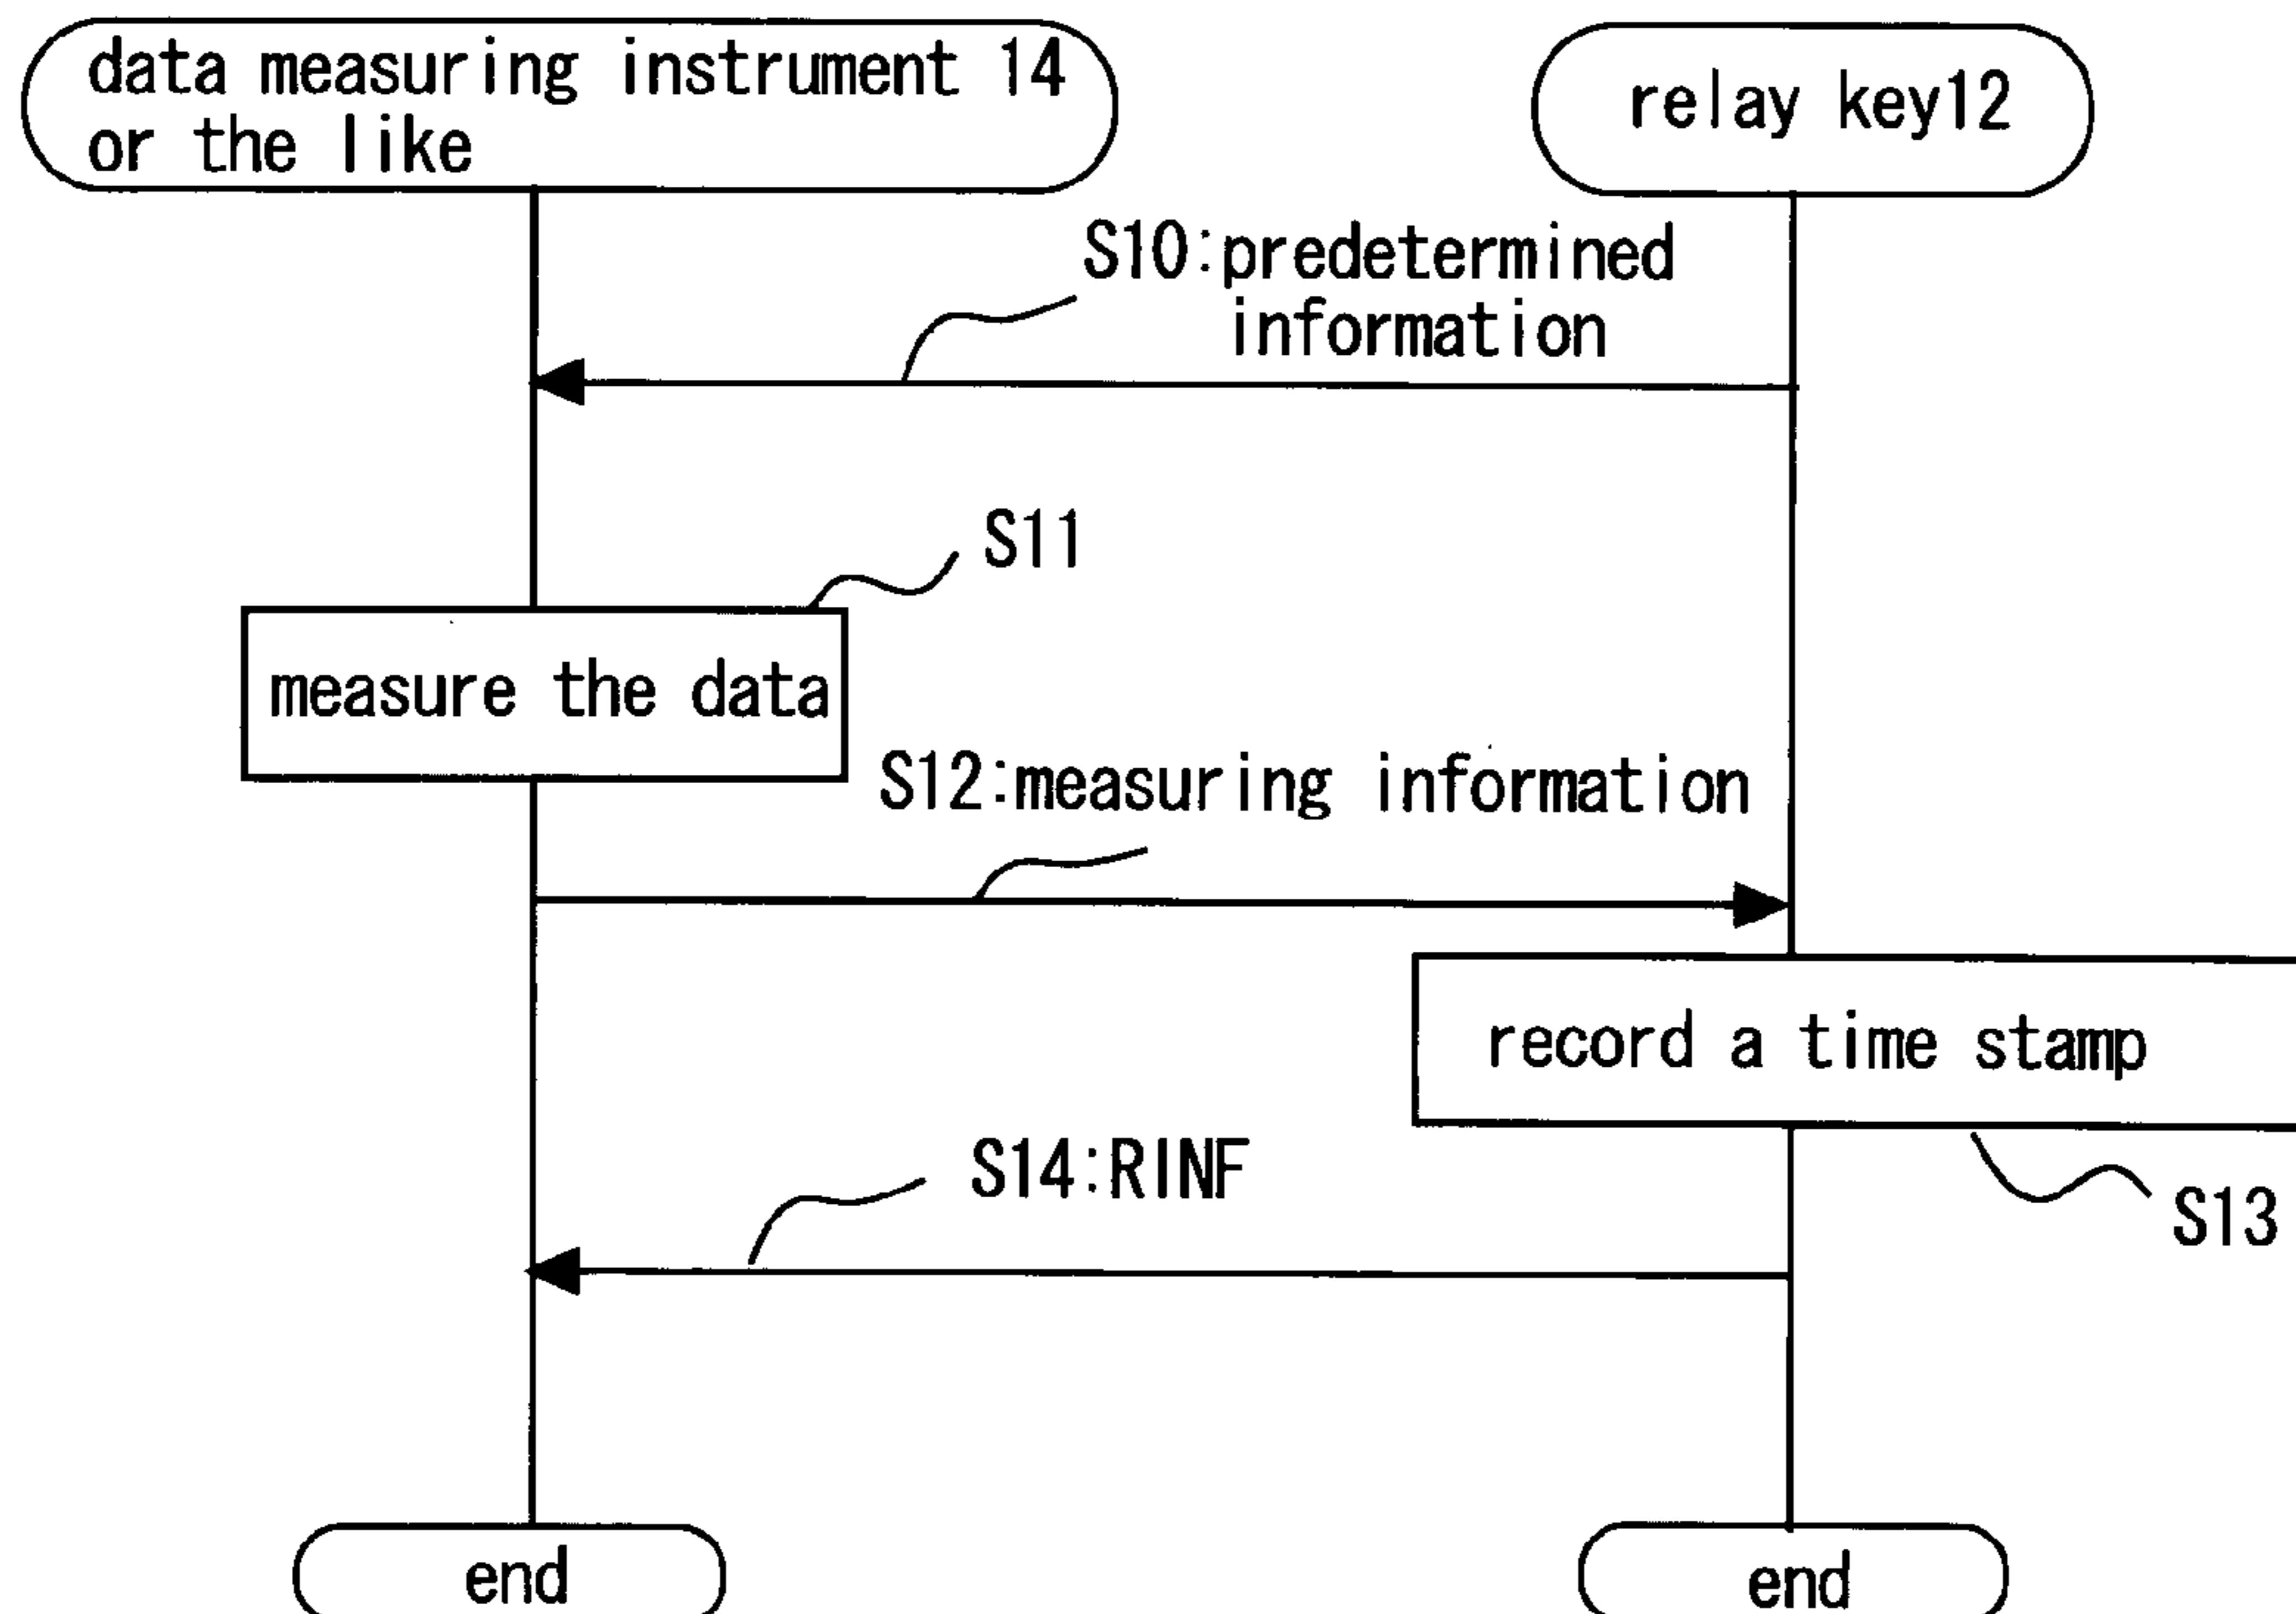 data measuring instrument 14
or the like
relay key12
S10:predetermined
information
S11
measure the data
S12:measuring information
record a time stamp
S14:RINF
S13
end
end